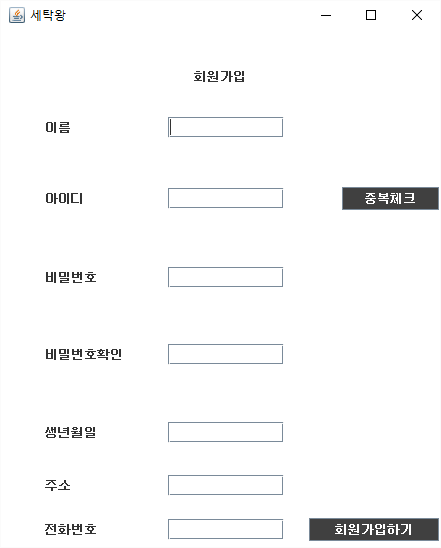 세탁왕
회원가입
이름
아이디
중복체크
비밀번호
비밀번호확인
생년월일
주소
전화번호
회원가입하기